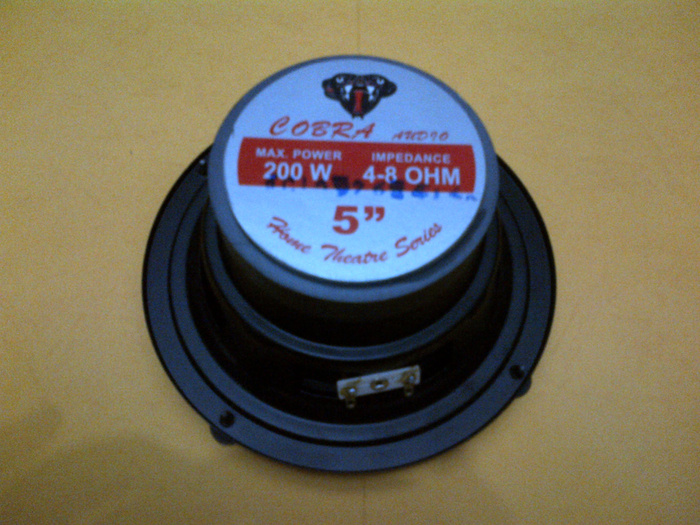 COBRA AUDIO
MAX. POWER IMPEDANCE
200 W 4-8 OHM
5”
Home Theatre Series